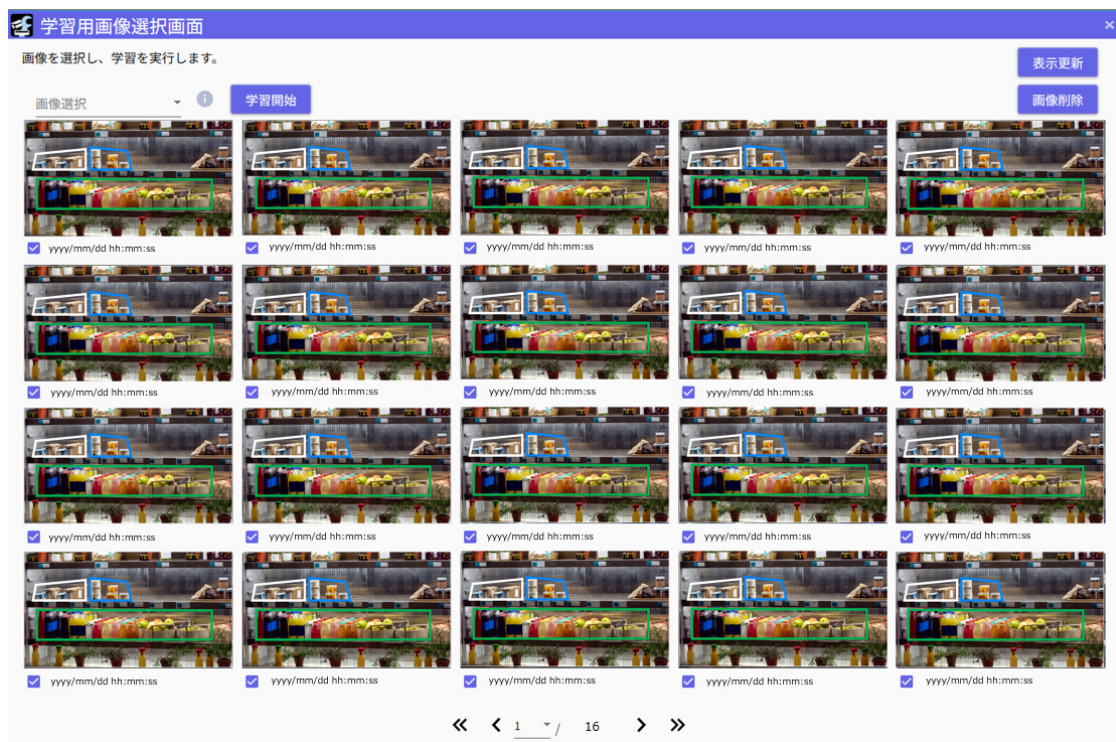 学習用画像選択画面
×
画像を選択し、学習を実行します。
表示更新
画像選択
学習開始
画像削除
yyyy/mm/dd hh:mm:ss yyyy/mm/dd hh:mm:ss yyyy/mm/dd hh:mm:ss yyyy/mm/dd hh:mm:ss yyyy/mm/dd hh:mm:ss
yyyy/mm/dd hh:mm:ss yyyy/mm/dd hh:mm:ss yyyy/mm/dd hh:mm:ss yyyy/mm/dd hh:mm:ss yyyy/mm/dd hh:mm:ss
yyyy/mm/dd hh:mm:ss yyyy/mm/dd hh:mm:ss yyyy/mm/dd hh:mm:ss yyyy/mm/dd hh:mm:ss yyyy/mm/dd hh:mm:ss
yyyy/mm/dd hh:mm:ss yyyy/mm/dd hh:mm:ss yyyy/mm/dd hh:mm:ss yyyy/mm/dd hh:mm:ss yyyy/mm/dd hh:mm:ss
1 / 16